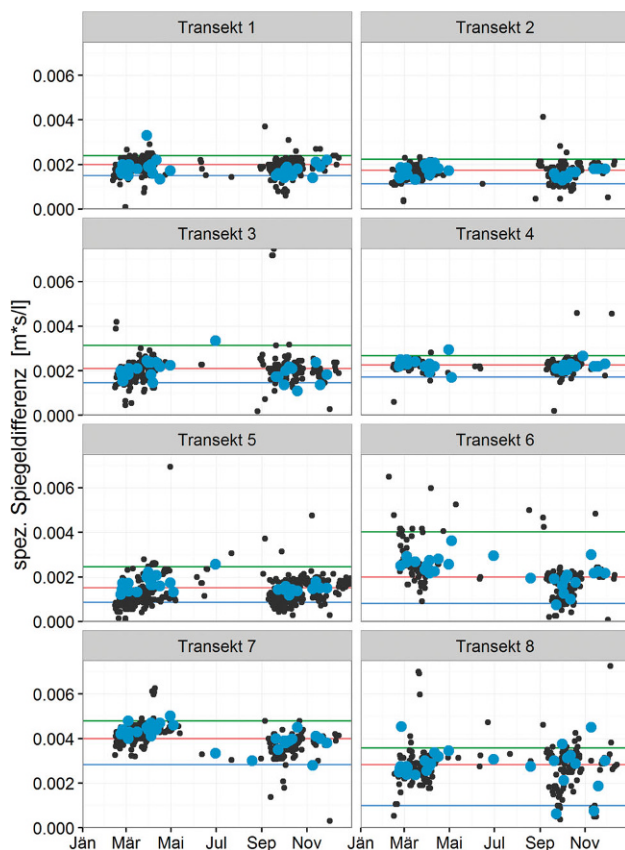 Transekt 1 Transekt 2
0.006
0.004
0.002
0.000
Transekt 3 Transekt 4
0.006
0.004
0.002
0.000
spez. Spiegeldifferenz [m*s/l]
Transekt 5 Transekt 6
0.006
0.004
0.002
0.000
Transekt 7 Transekt 8
0.006
0.004
0.002
0.000
Jän Mär Mai Jul Sep Nov Jän Mär Mai Jul Sep Nov